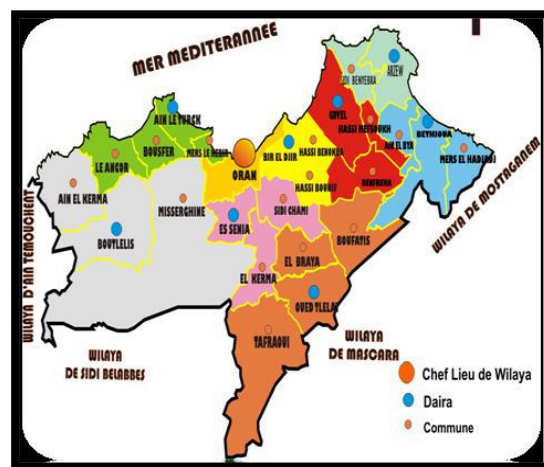 MER MEDITERANNEE
ARZEW
SIDI BENYEBKA
GDYEL
AIN LE TURCK
HASSI MEFSOUKH
BETHIOUA
AIN EL BYA
MERS EL HADJADJ
BOUSFER
MERS LE KEBIR
LE ANÇOR
BIR EL DJIR
HASSI BENOKBA
ORAN
HASSI BOUNIF
BENFREHA
AIN EL KERMA
MISSERGHINE
SIDI CHAMI
ES SENIA
BOUTLELIS
BOUFATIS
EL BRAYA
EL KERMA
OUED TLELAT
TAFRAOUI
WILAYA D'AIN TEMOUCHENT
WILAYA DE MOSTAGANEM
WILAYA
DE SIDI BELABBES
WILAYA
DE MASCARA
Chef Lieu de Wilaya
Daira
Commune